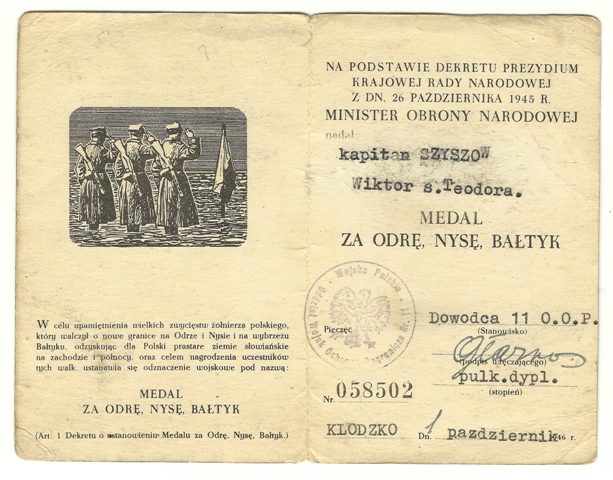 W celu upamiętnienia wielkich zwycięstw żołnierza polskiego,
który walczył o nowe granice na Odrze i Nysie i na wybrzeżu
Bałtyku, odzyskując dla Polski prastare ziemie słowiańskie
na zachodzie i północy, oraz celem nagrodzenia uczestników
tych walk, ustanawia się odznaczenie wojskowe pod nazwą:
MEDAL
ZA ODRĘ, NYSĘ, BAŁTYK
(Art. 1 Dekretu o ustanowieniu Medalu za Odrę, Nysę, Bałtyk.)
NA PODSTAWIE DEKRETU PREZYDIUM
KRAJOWEJ RADY NARODOWEJ
Z DN. 26 PAZDZIERNIKA 1945 R.
MINISTER OBRONY NARODOWEJ
nadał:
kapitan SZYSZOW
Wiktor s.Teodora.
MEDAL
ZA ODRĘ, NYSĘ, BAŁTYK
Wojska Polskie
Pieczęć
Dowodca 11 O.O.P.
(Stanowisko)
(podpis wręczającego)
pulk.dypl.
(stopień)
Nr. 058502
KLODZKO Dn. 1 pazdziernik 46 r.